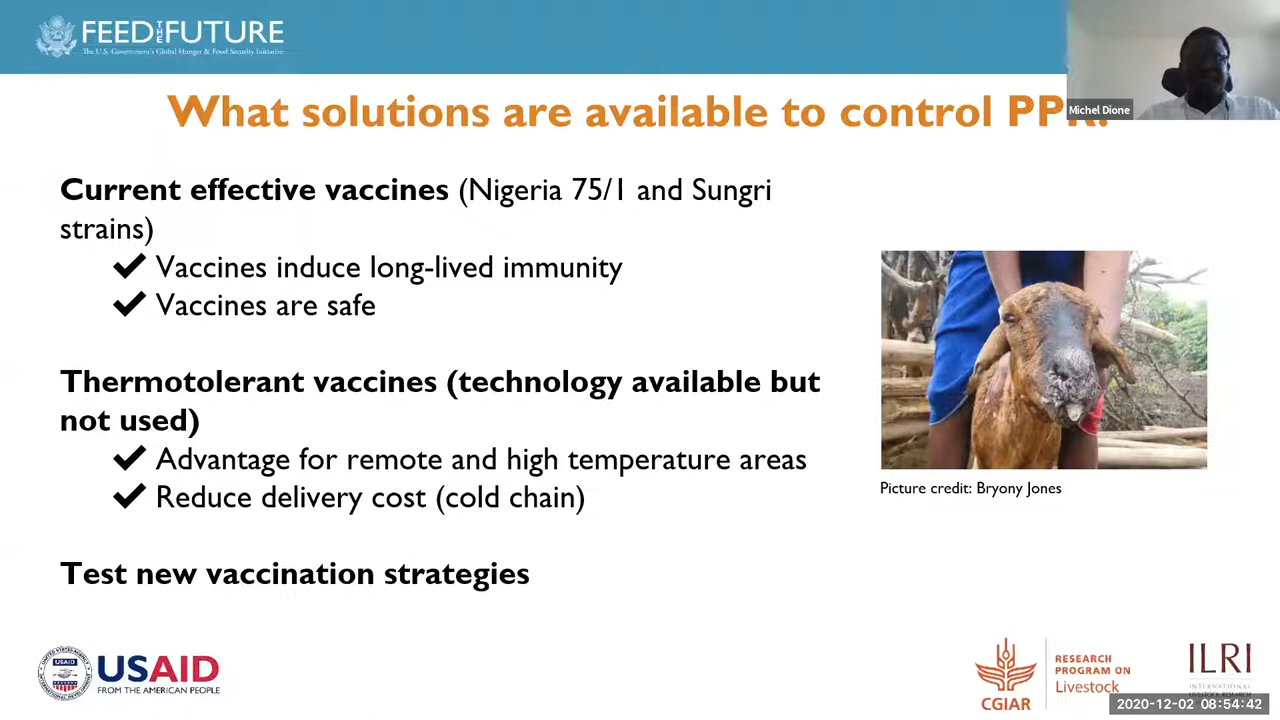 FEED THE FUTURE
The U.S. Government's Global Hunger & Food Security Initiative
Michel Dione
What solutions are available to control PPR?
Current effective vaccines (Nigeria 75/1 and Sungri
strains)
✔ Vaccines induce long-lived immunity
✔ Vaccines are safe
Thermotolerant vaccines (technology available but
not used)
✔ Advantage for remote and high temperature areas
✔ Reduce delivery cost (cold chain)
Test new vaccination strategies
Picture credit: Bryony Jones
USAID
USAID
FROM THE AMERICAN PEOPLE
CGIAR
RESEARCH
PROGRAM ON
Livestock
ILRI
INTERNATIONAL
2020-12-02 08:54:42